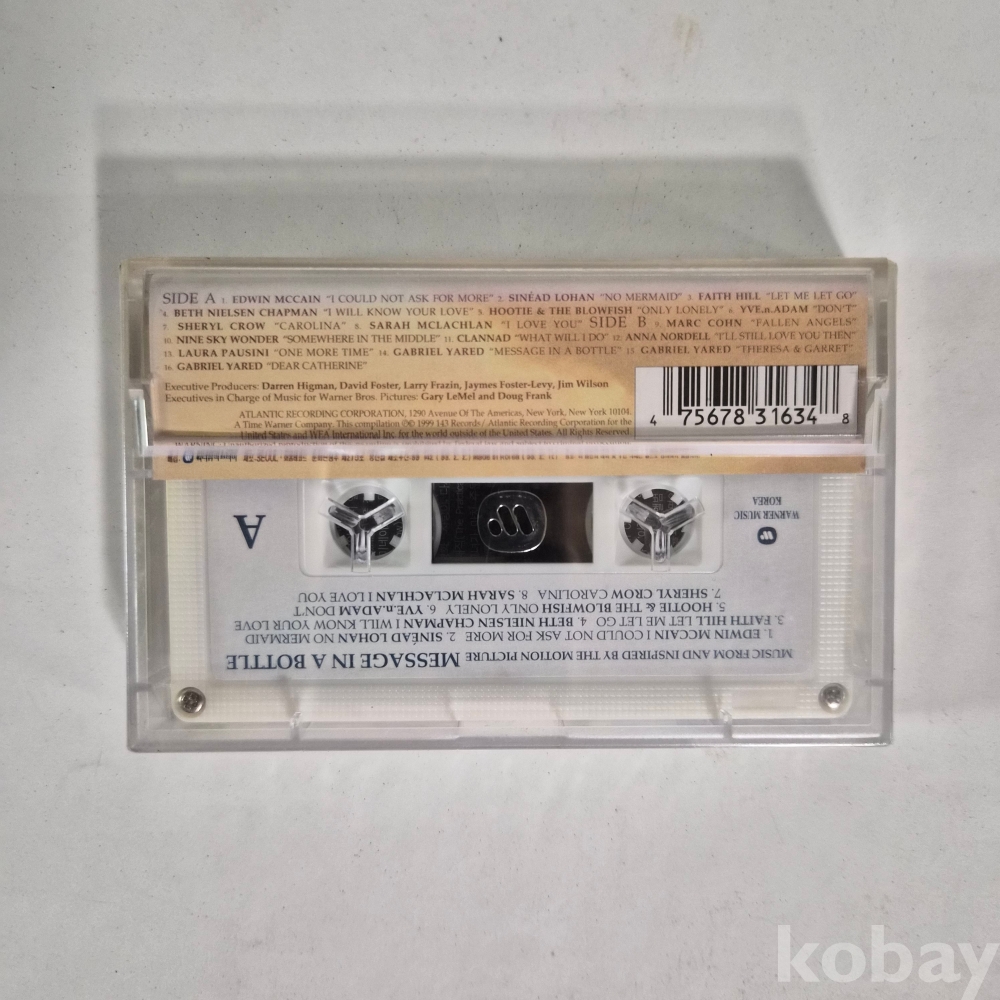 SIDE A 1. EDWIN MCCAIN "I COULD NOT ASK FOR MORE" 2. SINÉAD LOHAN "NO MERMAID" 3. FAITH HILL "LET ME LET GO"
4. BETH NIELSEN CHAPMAN "I WILL KNOW YOUR LOVE" 5. HOOTIE & THE BLOWFISH "ONLY LONELY" 6. YVE.n.ADAM "DON'T"
7. SHERYL CROW "CAROLINA" 8. SARAH MCLACHLAN "I LOVE YOU" SIDE B 9. MARC COHN "FALLEN ANGELS"
10. NINE SKY WONDER "SOMEWHERE IN THE MIDDLE" 11. CLANNAD "WHAT WILL I DO" 12. ANNA NORDELL "I'LL STILL LOVE YOU THEN"
13. LAURA PAUSINI "ONE MORE TIME" 14. GABRIEL YARED "MESSAGE IN A BOTTLE" 15. GABRIEL YARED "THERESA & GARRET"
16. GABRIEL YARED "DEAR CATHERINE"
Executive Producers: Darren Higman, David Foster, Larry Frazin, Jaymes Foster-Levy, Jim Wilson
Executives in Charge of Music for Warner Bros. Pictures: Gary LeMel and Doug Frank
ATLANTIC RECORDING CORPORATION, 1290 Avenue Of The Americas, New York, New York 10104.
A Time Warner Company. This compilation ℗© 1999 143 Records / Atlantic Recording Corporation for the
United States and WEA International Inc. for the world outside of the United States. All Rights Reserved.
4 75678 31634 8
A
WARNER MUSIC
KOREA
MUSIC FROM AND INSPIRED BY THE MOTION PICTURE MESSAGE IN A BOTTLE
1. EDWIN MCCAIN I COULD NOT ASK FOR MORE 2. SINÉAD LOHAN NO MERMAID
3. FAITH HILL LET ME LET GO 4. BETH NIELSEN CHAPMAN I WILL KNOW YOUR LOVE
5. HOOTIE & THE BLOWFISH ONLY LONELY 6. YVE.n.ADAM DON'T
7. SHERYL CROW CAROLINA 8. SARAH MCLACHLAN I LOVE YOU
kobay